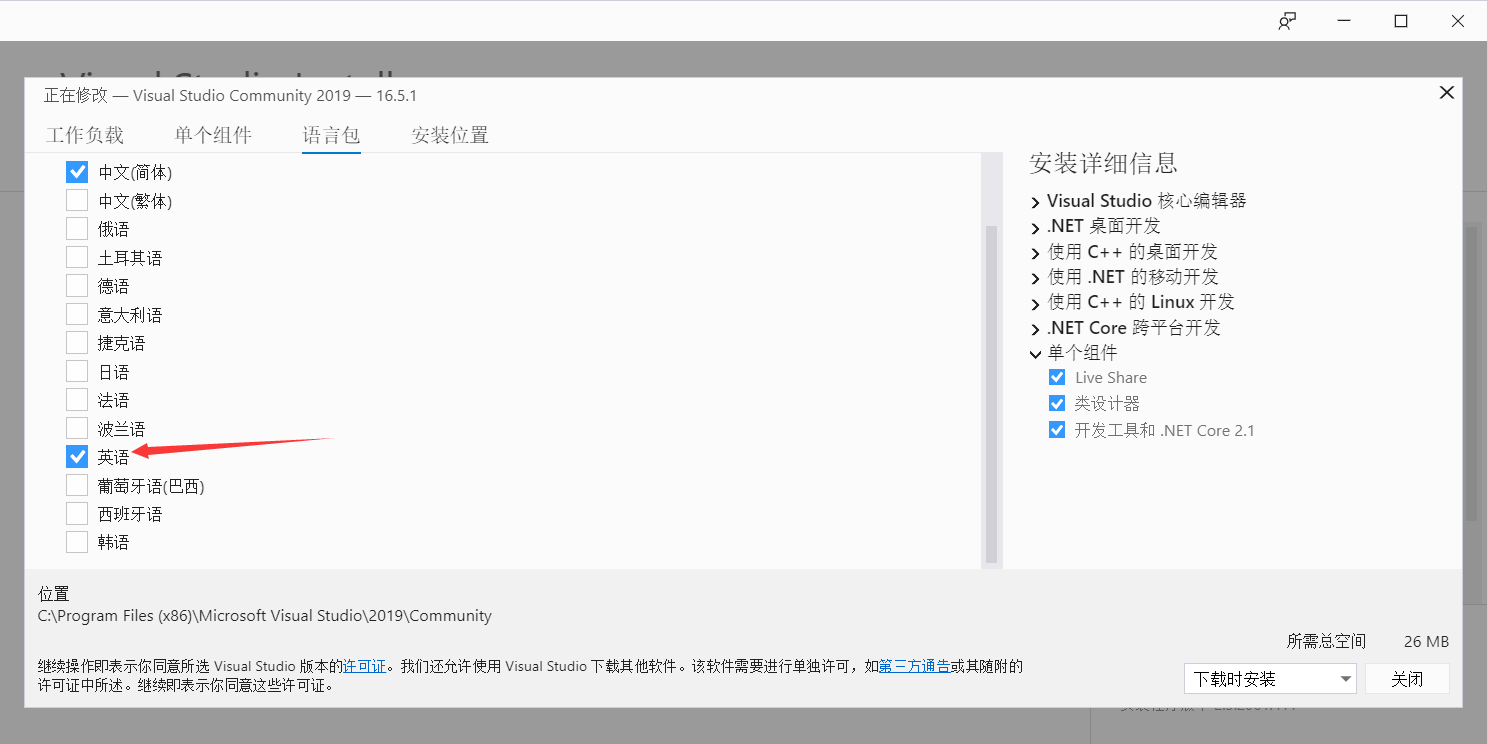 正在修改 — Visual Studio Community 2019 — 16.5.1
工作负载 单个组件 语言包 安装位置
中文(简体)
中文(繁体)
俄语
土耳其语
德语
意大利语
捷克语
日语
法语
波兰语
英语
葡萄牙语(巴西)
西班牙语
韩语
安装详细信息
Visual Studio 核心编辑器
.NET 桌面开发
使用 C++ 的桌面开发
使用 .NET 的移动开发
使用 C++ 的 Linux 开发
.NET Core 跨平台开发
单个组件
Live Share
类设计器
开发工具和 .NET Core 2.1
位置
C:\Program Files (x86)\Microsoft Visual Studio\2019\Community
所需总空间 26 MB
继续操作即表示你同意所选 Visual Studio 版本的许可证。我们还允许使用 Visual Studio 下载其他软件。该软件需要进行单独许可，如第三方通告或其随附的
许可证中所述。继续即表示你同意这些许可证。
下载时安装 关闭